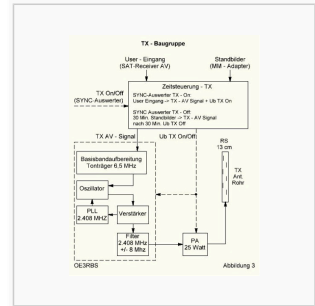 TX - Baugruppe
User - Eingang
(SAT-Receiver AV)
Standbilder
(MM - Adapter)
TX On/Off
(SYNC-Auswerter)
Zeitsteuerung - TX
SYNC-Auswerter TX - On:
User Eingang -> TX - AV Signal + Ub TX On
SYNC Auswerter TX - Off:
30 Min. Standbilder -> TX - AV Signal
nach 30 Min. Ub TX Off
TX AV - Signal
Ub TX On/Off
Basisbandaufbereitung
Tonträger 6,5 MHz
Oszillator
PLL
2.408 MHZ
Verstärker
Filter
2.408 MHz
+/- 8 Mhz
PA
25 Watt
RS
13 cm
TX
Ant.
Rohr
OE3RBS
Abbildung 3